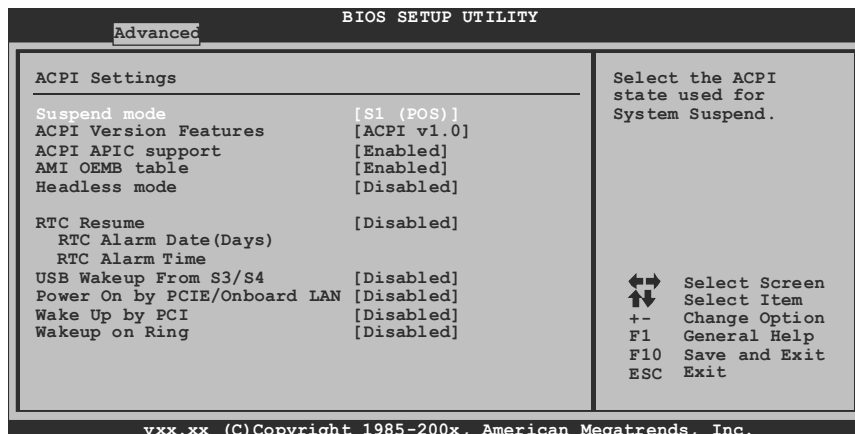 BIOS SETUP UTILITY
Advanced
ACPI Settings
Suspend mode [S1 (POS)]
ACPI Version Features [ACPI v1.0]
ACPI APIC support [Enabled]
AMI OEMB table [Enabled]
Headless mode [Disabled]
RTC Resume [Disabled]
RTC Alarm Date(Days)
RTC Alarm Time
USB Wakeup From S3/S4 [Disabled]
Power On by PCIE/Onboard LAN [Disabled]
Wake Up by PCI [Disabled]
Wakeup on Ring [Disabled]
Select the ACPI
state used for
System Suspend.
Select Screen
Select Item
+- Change Option
F1 General Help
F10 Save and Exit
ESC Exit
vxx.xx (C)Copyright 1985-200x, American Megatrends, Inc.